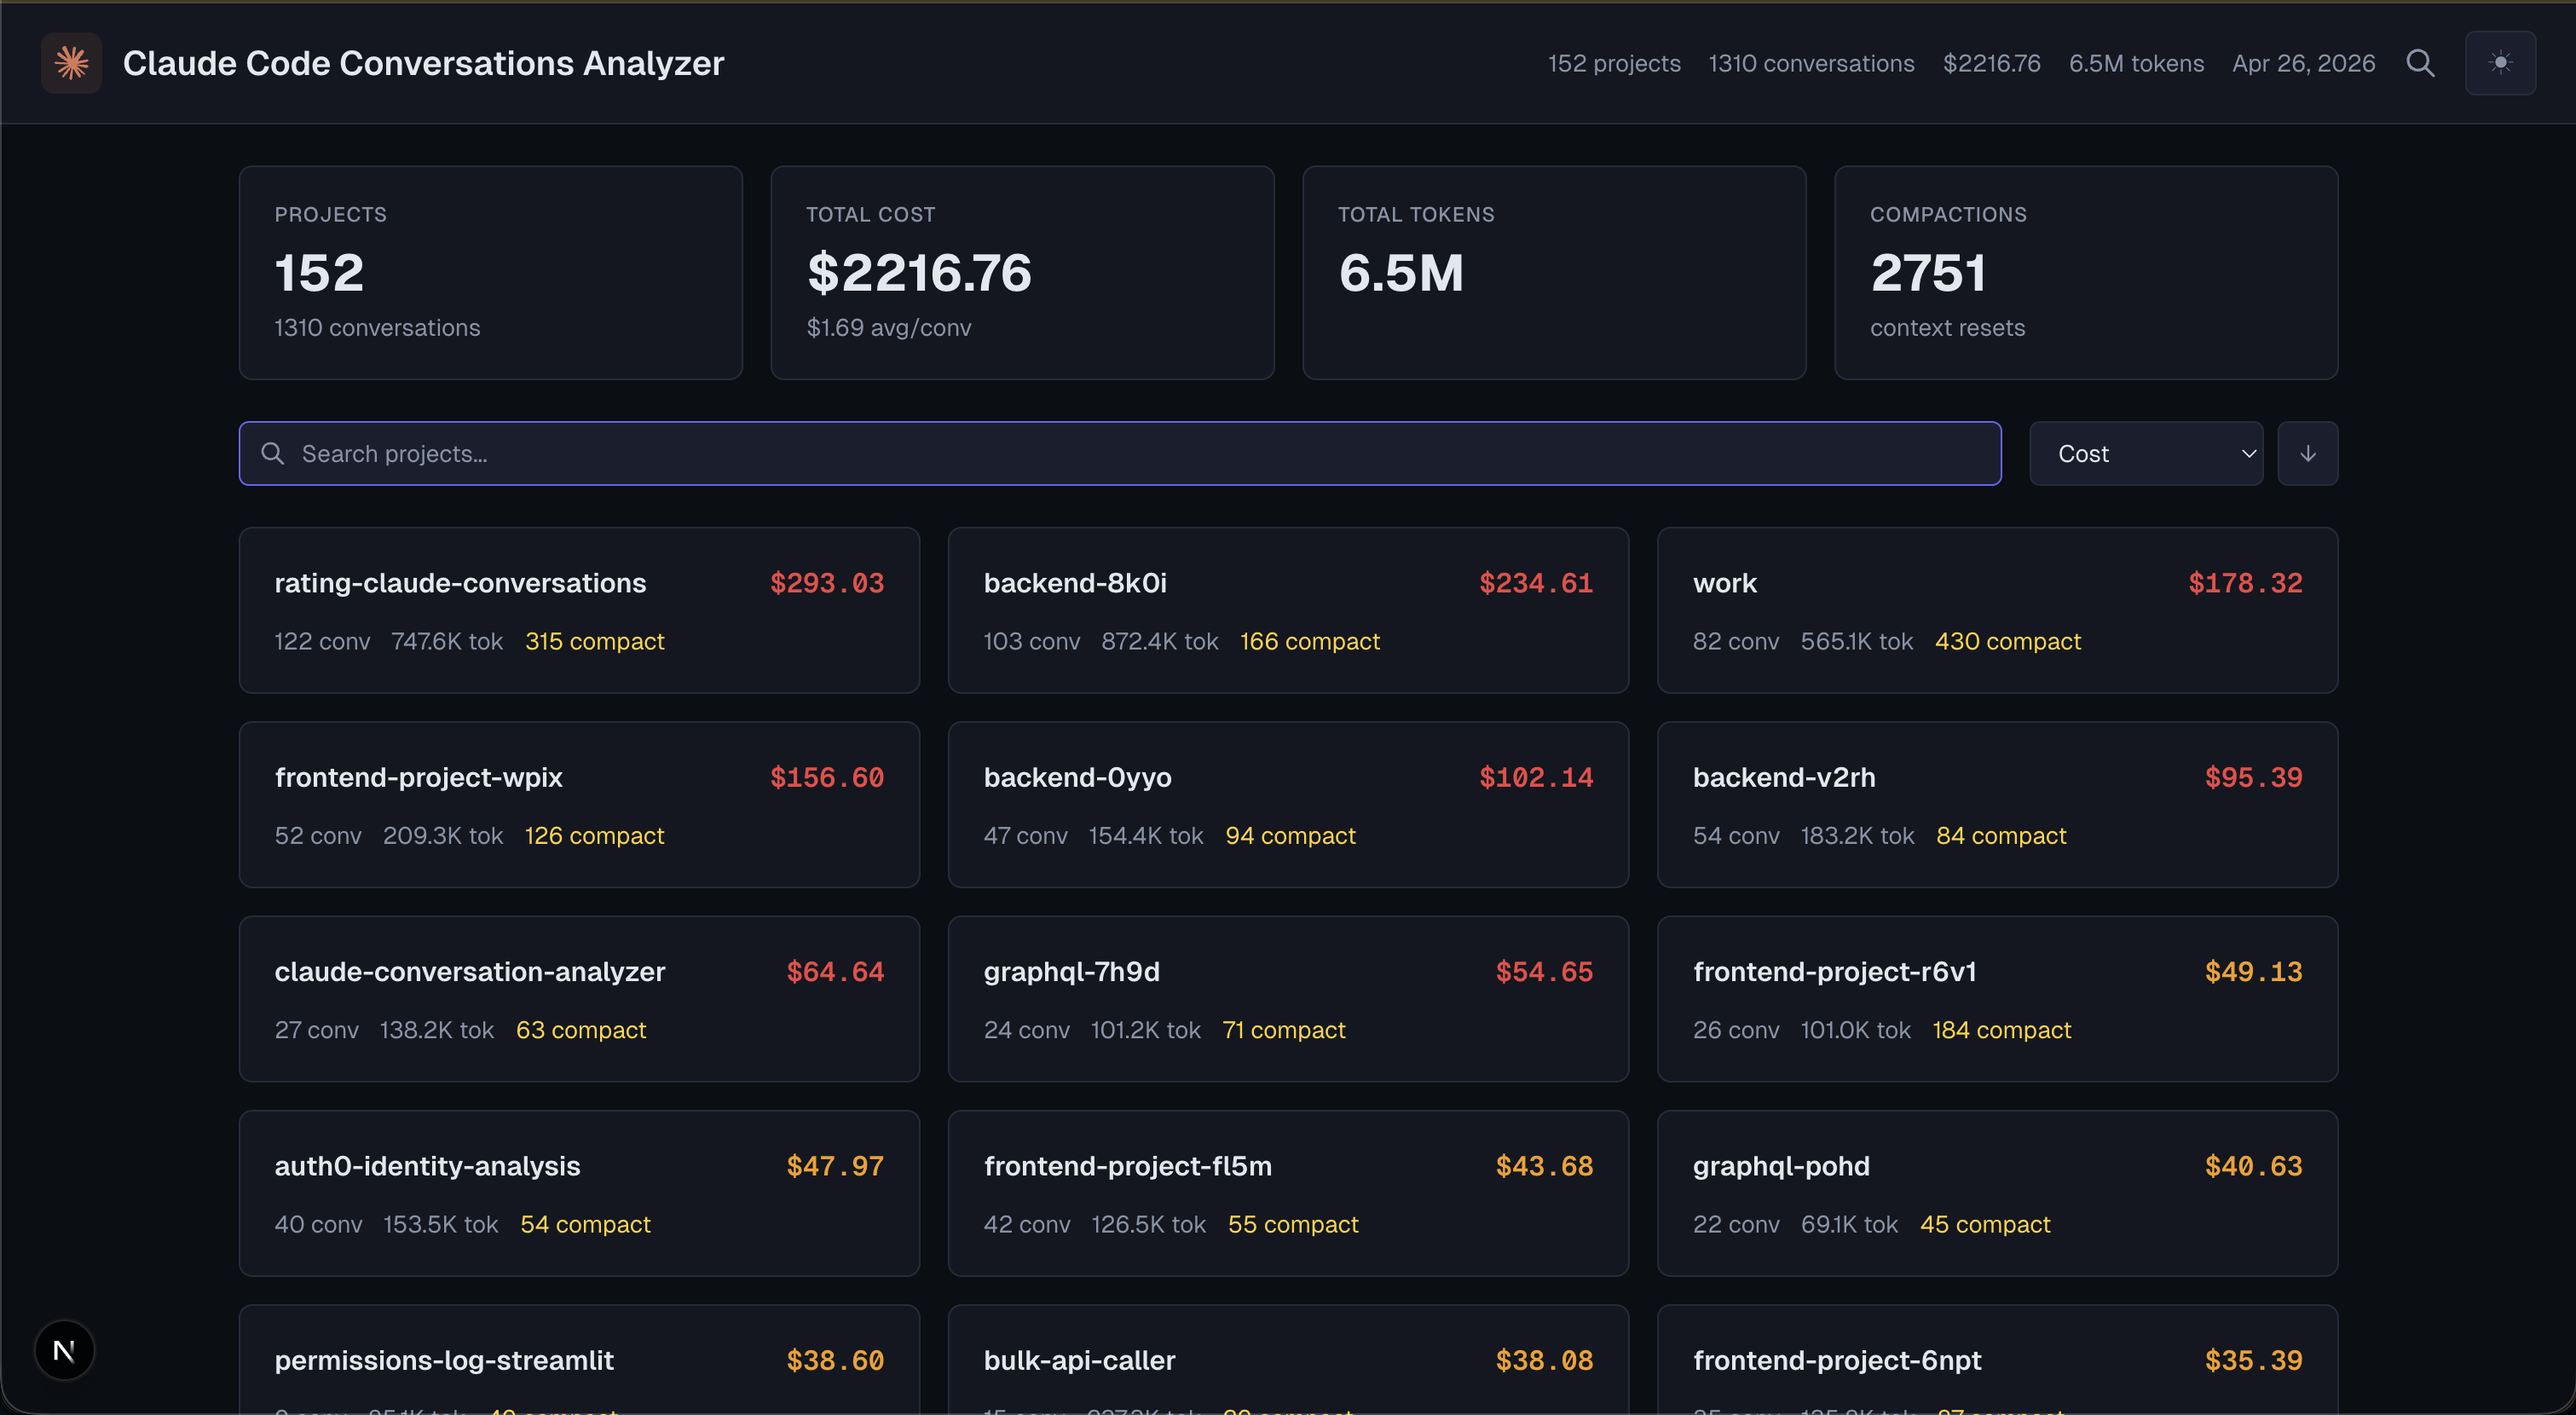 Claude Code Conversations Analyzer
152 projects 1310 conversations $2216.76 6.5M tokens Apr 26, 2026
PROJECTS
152
1310 conversations
TOTAL COST
$2216.76
$1.69 avg/conv
TOTAL TOKENS
6.5M
COMPACTIONS
2751
context resets
Search projects...
Cost
rating-claude-conversations $293.03
122 conv 747.6K tok 315 compact
backend-8k0i $234.61
103 conv 872.4K tok 166 compact
work $178.32
82 conv 565.1K tok 430 compact
frontend-project-wpix $156.60
52 conv 209.3K tok 126 compact
backend-0yyo $102.14
47 conv 154.4K tok 94 compact
backend-v2rh $95.39
54 conv 183.2K tok 84 compact
claude-conversation-analyzer $64.64
27 conv 138.2K tok 63 compact
graphql-7h9d $54.65
24 conv 101.2K tok 71 compact
frontend-project-r6v1 $49.13
26 conv 101.0K tok 184 compact
auth0-identity-analysis $47.97
40 conv 153.5K tok 54 compact
frontend-project-fl5m $43.68
42 conv 126.5K tok 55 compact
graphql-pohd $40.63
22 conv 69.1K tok 45 compact
permissions-log-streamlit $38.60
bulk-api-caller $38.08
frontend-project-6npt $35.39
N